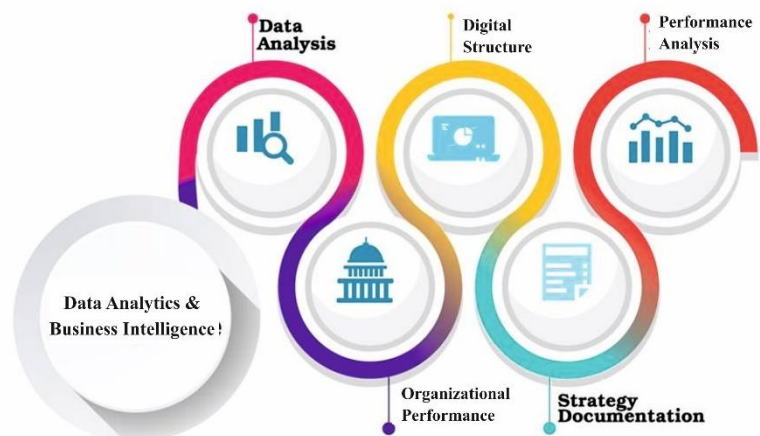 Data
Analysis
Digital
Structure
Performance
Analysis
Data Analytics &
Business Intelligence
Organizational
Performance
Strategy
Documentation